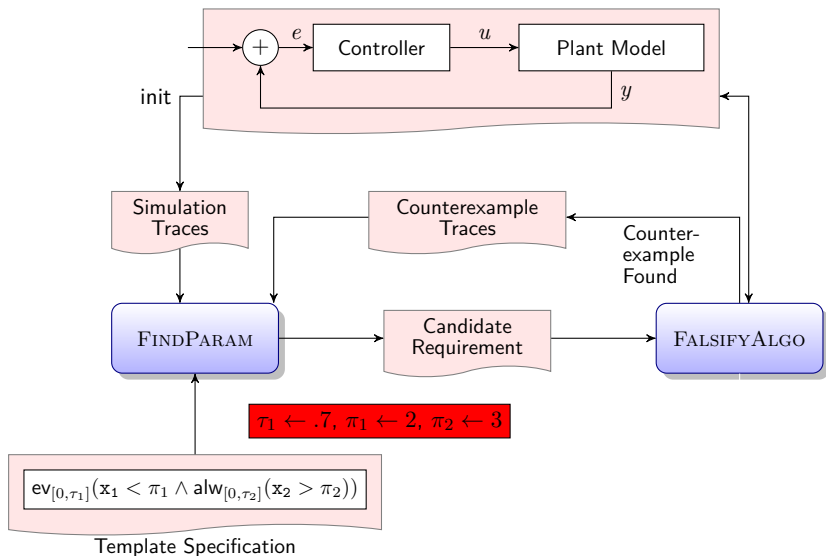 +
e
Controller
u
Plant Model
y
init
Simulation
Traces
Counterexample
Traces
Counter-
example
Found
FINDPARAM
Candidate
Requirement
FALSIFYALGO
τ₁ ← .7, π₁ ← 2, π₂ ← 3
ev[0,τ₁](x₁ < π₁ ∧ alw[0,τ₂](x₂ > π₂))
Template Specification